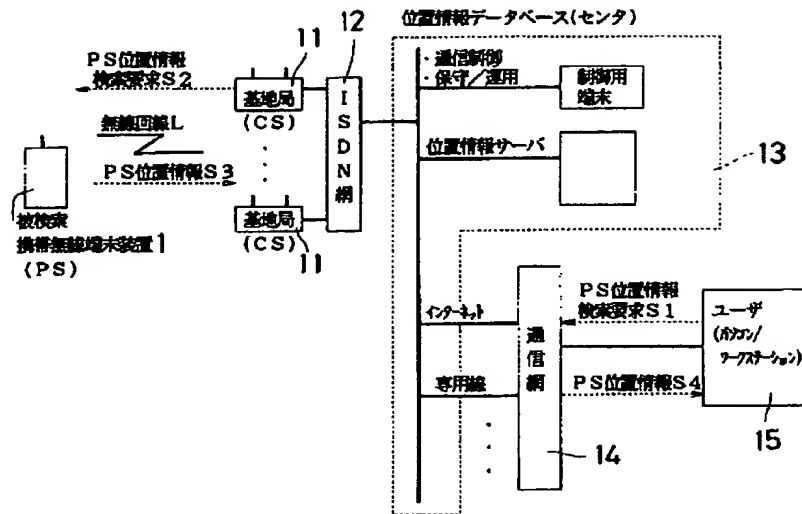 位置情報データベース(センタ)
12
11
PS位置情報
検索要求S2
基地局
(CS)
ISDN網
・通信制御
・保守/運用
制御用
端末
無線回線L
PS位置情報S3
位置情報サーバ
13
被検索
携帯無線端末装置1
(PS)
基地局
(CS)
11
インターネット
通信網
PS位置情報
検索要求S1
ユーザ
(パソコン/
ワークステーション)
専用線
PS位置情報S4
14
15